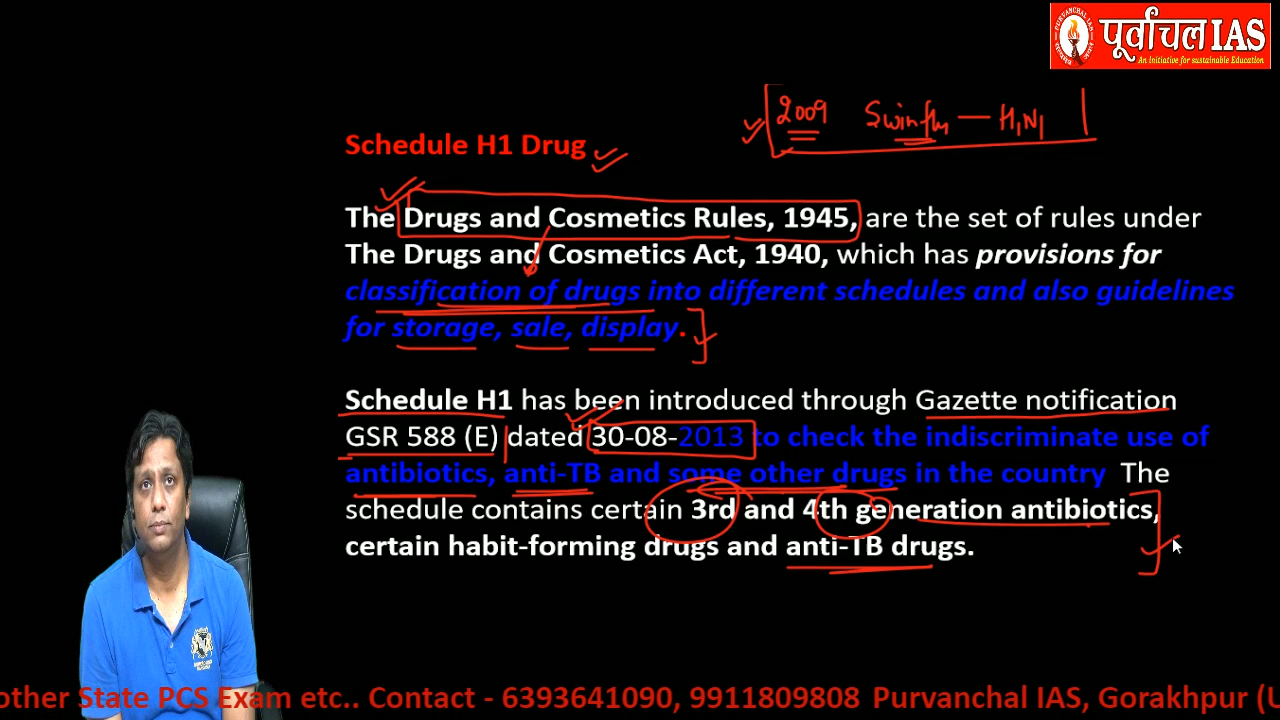 पूर्वांचल IAS
An initiative for sustainable Education
2009 Swinflu — H1N1
Schedule H1 Drug
The Drugs and Cosmetics Rules, 1945, are the set of rules under
The Drugs and Cosmetics Act, 1940, which has provisions for
classification of drugs into different schedules and also guidelines
for storage, sale, display.
Schedule H1 has been introduced through Gazette notification
GSR 588 (E) dated 30-08-2013 to check the indiscriminate use of
antibiotics, anti-TB and some other drugs in the country The
schedule contains certain 3rd and 4th generation antibiotics,
certain habit-forming drugs and anti-TB drugs.
other State PCS Exam etc.. Contact - 6393641090, 9911809808 Purvanchal IAS, Gorakhpur (U